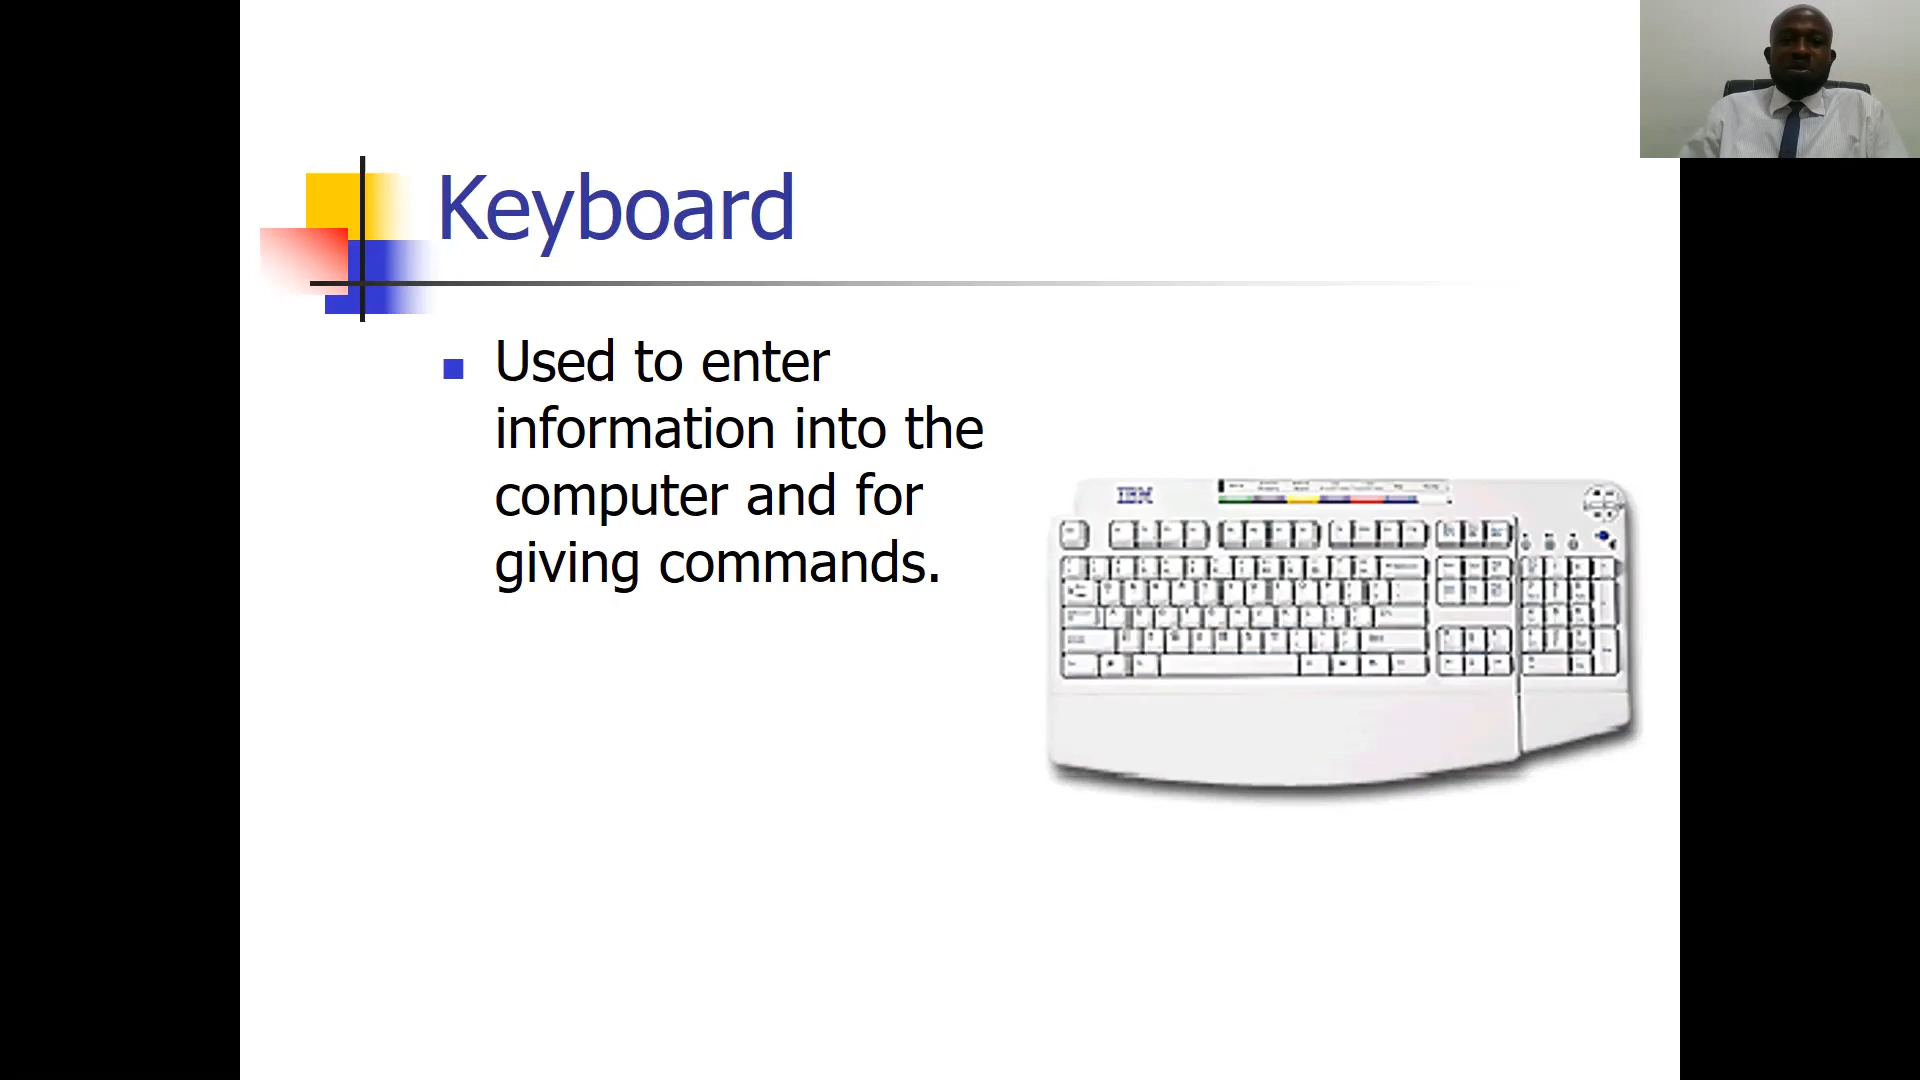 Keyboard
Used to enter
information into the
computer and for
giving commands.
IBM